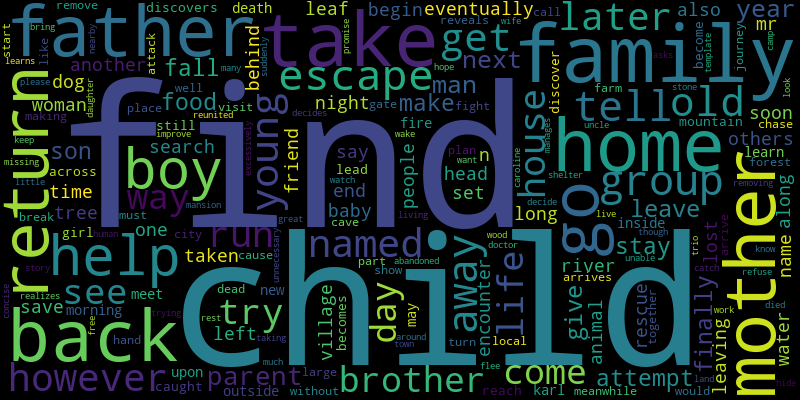 remove
discovers
death
leaf
begin
eventually
also
year
father
take
family
start
learns
like
another
attack
reveals
wife
call
later
become
nearby
bring
behind
suddenly
many
promise
get
next
mr
journey
template
asks
camp
fall
escape
discover
dog
woman
food
visit
night
make
man
tell
old
farm
stone
mountain
soon
chase
look
please
daughter
making
place
well
gate
fight
hope
young
find
return
son
still
improve
reunited
decides
fire
wake
uncle
manages
house
home
others
learn
keep
across
search
boy
friend
say
plan
want
n
lead
people
head
set
caroline
shelter
group
forest
removing
missing
time
little
way
excessively
end
watch
baby
cave
living
long
decide
go
live
leave
along
name
tree
must
break
girl
one
city
run
mansion
great
named
wood
doctor
inside
though
unable
stay
lost
arrive
know
refuse
mother
human
story
help
taken
cause
unnecessary
part
abandoned
show
away
life
encounter
river
arrives
trio
catch
finally
water
died
see
meet
dead
new
day
may
child
give
animal
rescue
together
concise
realizes
save
morning
becomes
village
free
trying
rest
try
left
taking
around
town
turn
local
flee
leaving
work
back
hand
much
however
upon
caught
parent
outside
without
large
brother
reach
come
karl
meanwhile
attempt
would
land
hide